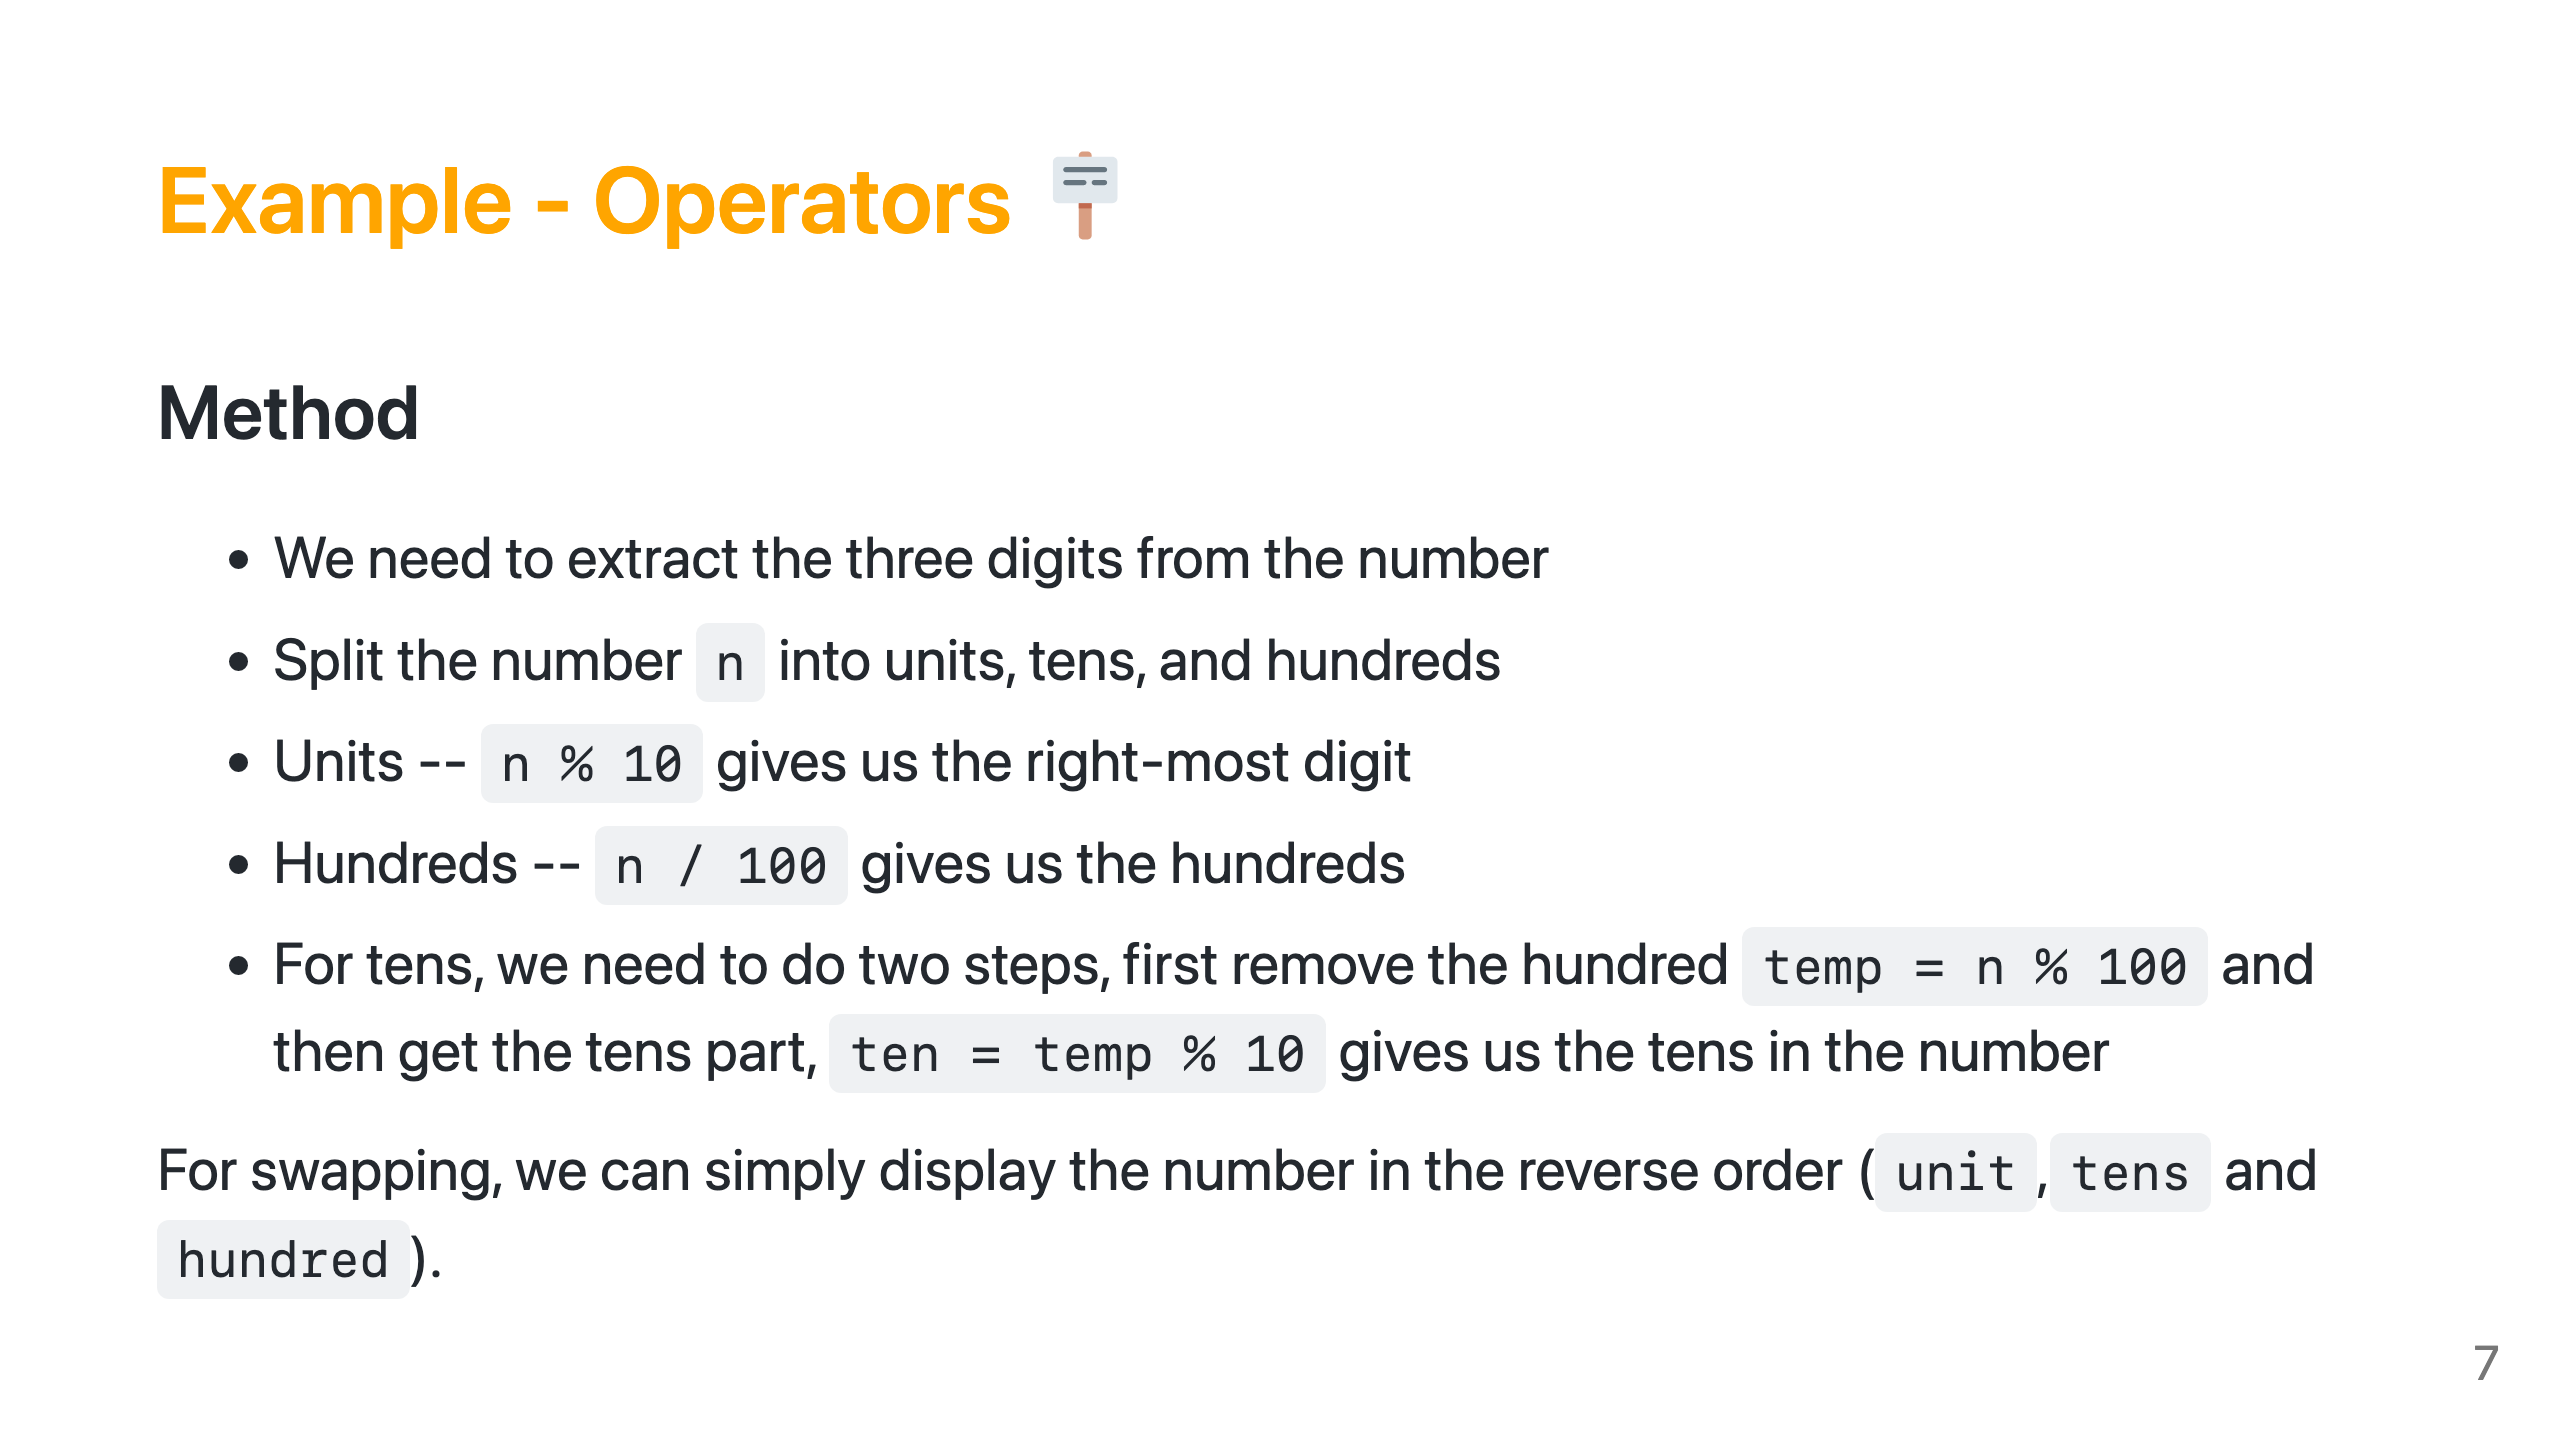 Example - Operators
Method
We need to extract the three digits from the number
Split the number n into units, tens, and hundreds
Units -- n % 10 gives us the right-most digit
Hundreds -- n / 100 gives us the hundreds
For tens, we need to do two steps, first remove the hundred temp = n % 100 and
then get the tens part, ten = temp % 10 gives us the tens in the number
For swapping, we can simply display the number in the reverse order ( unit , tens and
hundred ).
7